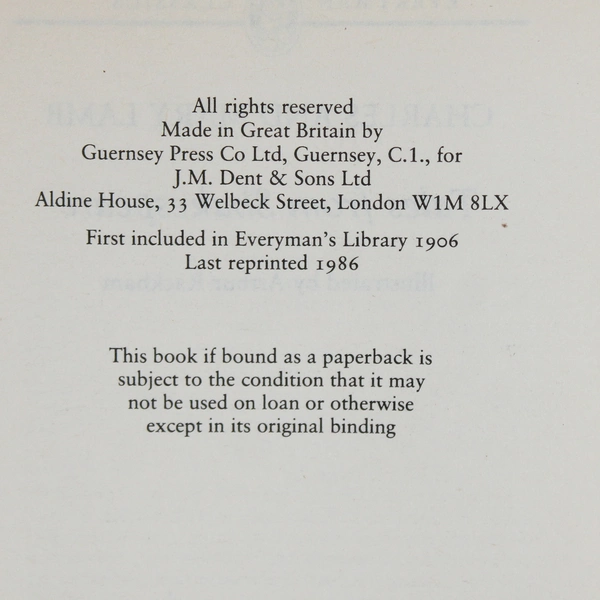 All rights reserved
Made in Great Britain by
Guernsey Press Co Ltd, Guernsey, C.1., for
J.M. Dent & Sons Ltd
Aldine House, 33 Welbeck Street, London W1M 8LX
First included in Everyman's Library 1906
Last reprinted 1986
This book if bound as a paperback is
subject to the condition that it may
not be used on loan or otherwise
except in its original binding